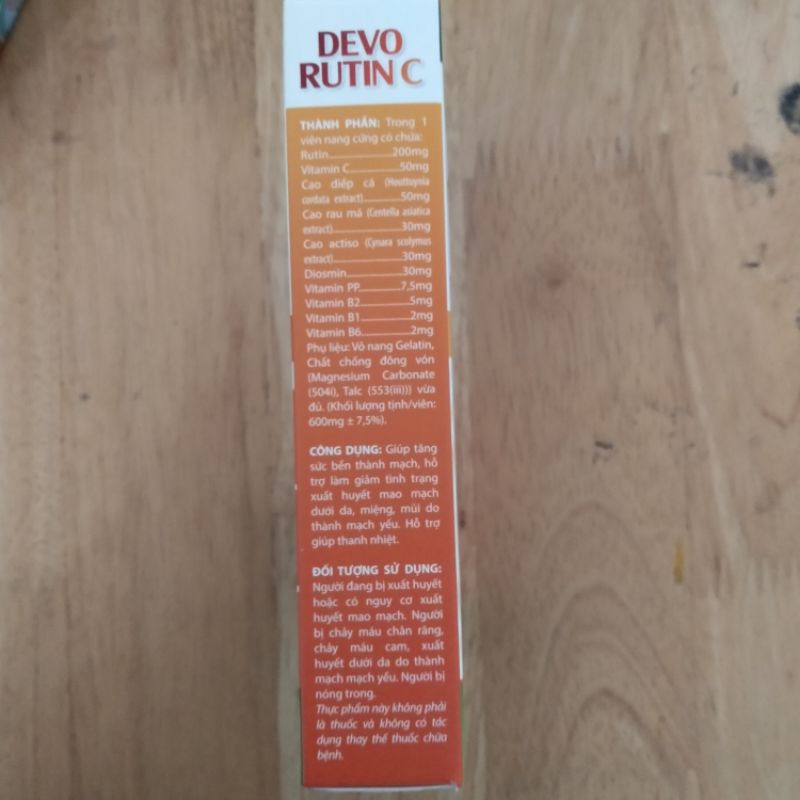 DEVO
RUTIN C
THÀNH PHẦN: Trong 1
viên nang cứng có chứa:
Rutin....................200mg
Vitamin C....................50mg
Cao diếp cá (Houttuynia
cordata extract)....................50mg
Cao rau má (Centella asiatica
extract)....................30mg
Cao actiso (Cynara scolymus
extract)....................30mg
Diosmin....................30mg
Vitamin PP....................7,5mg
Vitamin B2....................5mg
Vitamin B1....................2mg
Vitamin B6....................2mg
Phụ liệu: Vỏ nang Gelatin,
Chất chống đông vón
(Magnesium Carbonate
(504i), Talc (553(iii))) vừa
đủ. (Khối lượng tịnh/viên:
600mg ± 7,5%).
CÔNG DỤNG: Giúp tăng
sức bền thành mạch, hỗ
trợ làm giảm tình trạng
xuất huyết mao mạch
dưới da, miệng, mũi do
thành mạch yếu. Hỗ trợ
giúp thanh nhiệt.
ĐỐI TƯỢNG SỬ DỤNG:
Người đang bị xuất huyết
hoặc có nguy cơ xuất
huyết mao mạch. Người
bị chảy máu chân răng,
chảy máu cam, xuất
huyết dưới da do thành
mạch mạch yếu. Người bị
nóng trong.
Thực phẩm này không phải
là thuốc và không có tác
dụng thay thế thuốc chữa
bệnh.